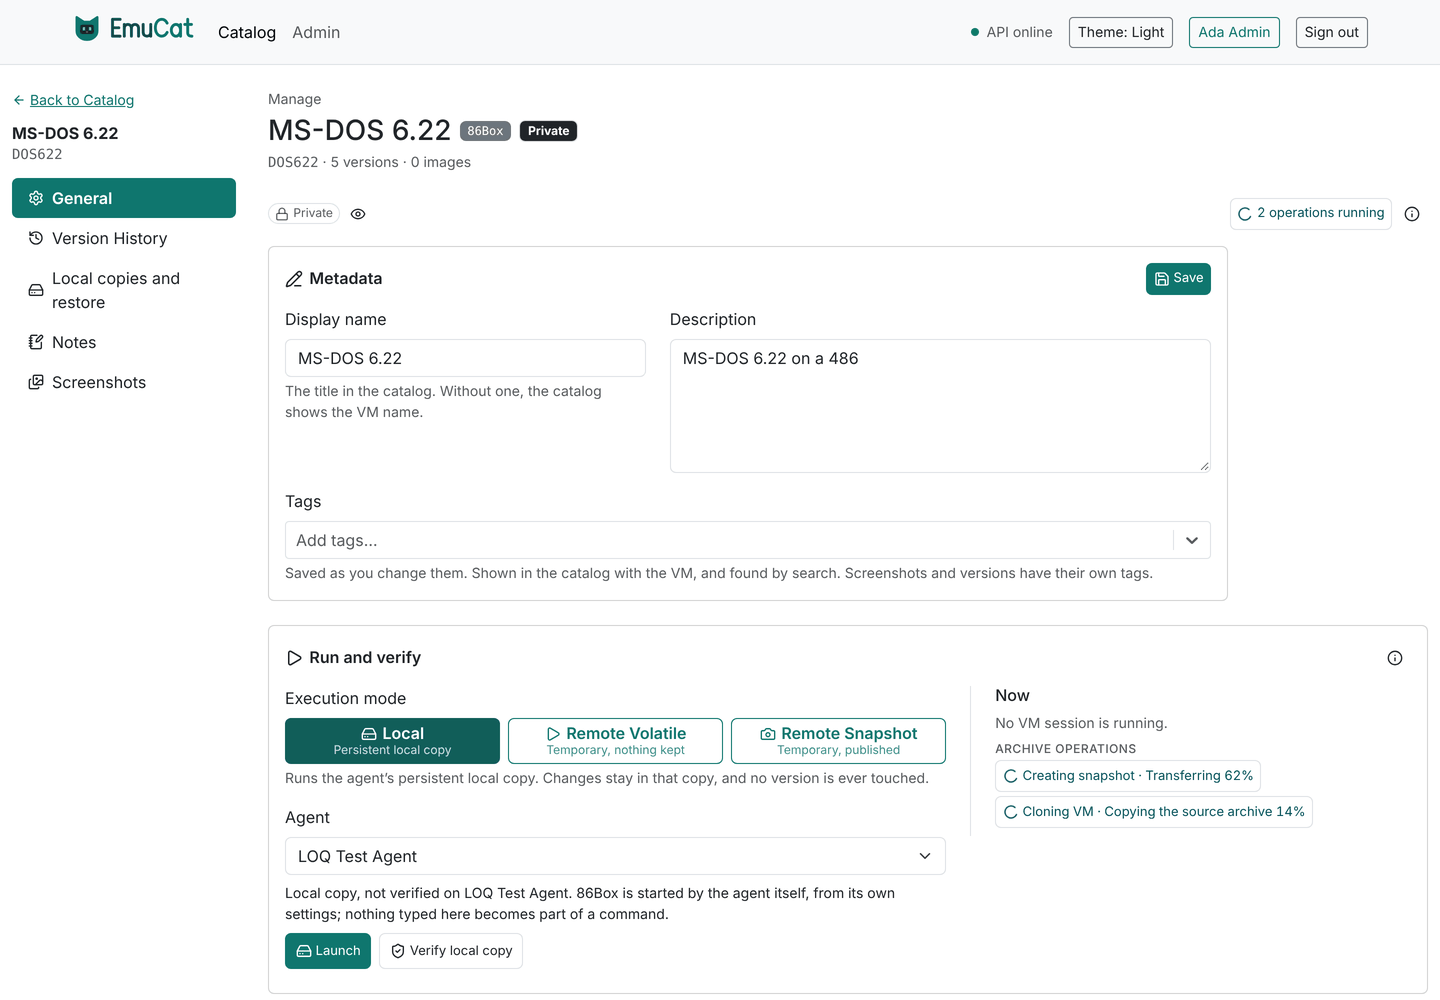 EmuCat
Catalog
Admin
API online
Theme: Light
Ada Admin
Sign out
Back to Catalog
MS-DOS 6.22
DOS622
General
Version History
Local copies and
restore
Notes
Screenshots
Manage
MS-DOS 6.22 86Box Private
DOS622 · 5 versions · 0 images
Private
2 operations running
Metadata
Save
Display name
MS-DOS 6.22
The title in the catalog. Without one, the catalog
shows the VM name.
Description
MS-DOS 6.22 on a 486
Tags
Add tags...
Saved as you change them. Shown in the catalog with the VM, and found by search. Screenshots and versions have their own tags.
Run and verify
Execution mode
Local
Persistent local copy
Remote Volatile
Temporary, nothing kept
Remote Snapshot
Temporary, published
Runs the agent's persistent local copy. Changes stay in that copy, and no version is ever touched.
Agent
LOQ Test Agent
Local copy, not verified on LOQ Test Agent. 86Box is started by the agent itself, from its own
settings; nothing typed here becomes part of a command.
Launch
Verify local copy
Now
No VM session is running.
ARCHIVE OPERATIONS
Creating snapshot · Transferring 62%
Cloning VM · Copying the source archive 14%